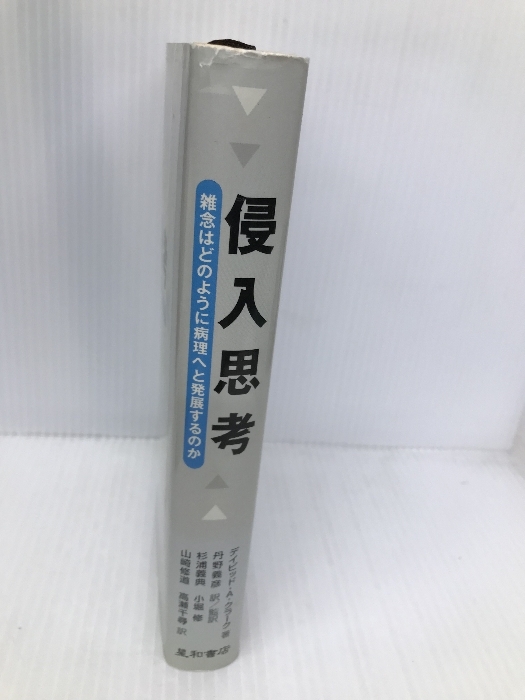 侵入思考
雑念はどのように病理へと発展するのか
デイビッド・A・クラーク 著
丹野義彦 訳／監訳
杉浦義典 小堀修
山崎修道 高瀬千尋 訳
星和書店